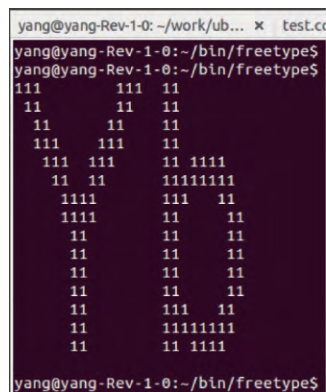 yang@yang-Rev-1-0: ~/work/ub... × test.co
yang@yang-Rev-1-0:~/bin/freetype$
yang@yang-Rev-1-0:~/bin/freetype$
111         111  11
 11         11   11
  11       11    11
  111     111    11
   111  111      11 1111
    11  11       11111111
     1111        111   11
     1111        11      11
      11         11      11
      11         11      11
      11         11      11
      11         111   11
      11         11111111
      11         11 1111
yang@yang-Rev-1-0:~/bin/freetype$